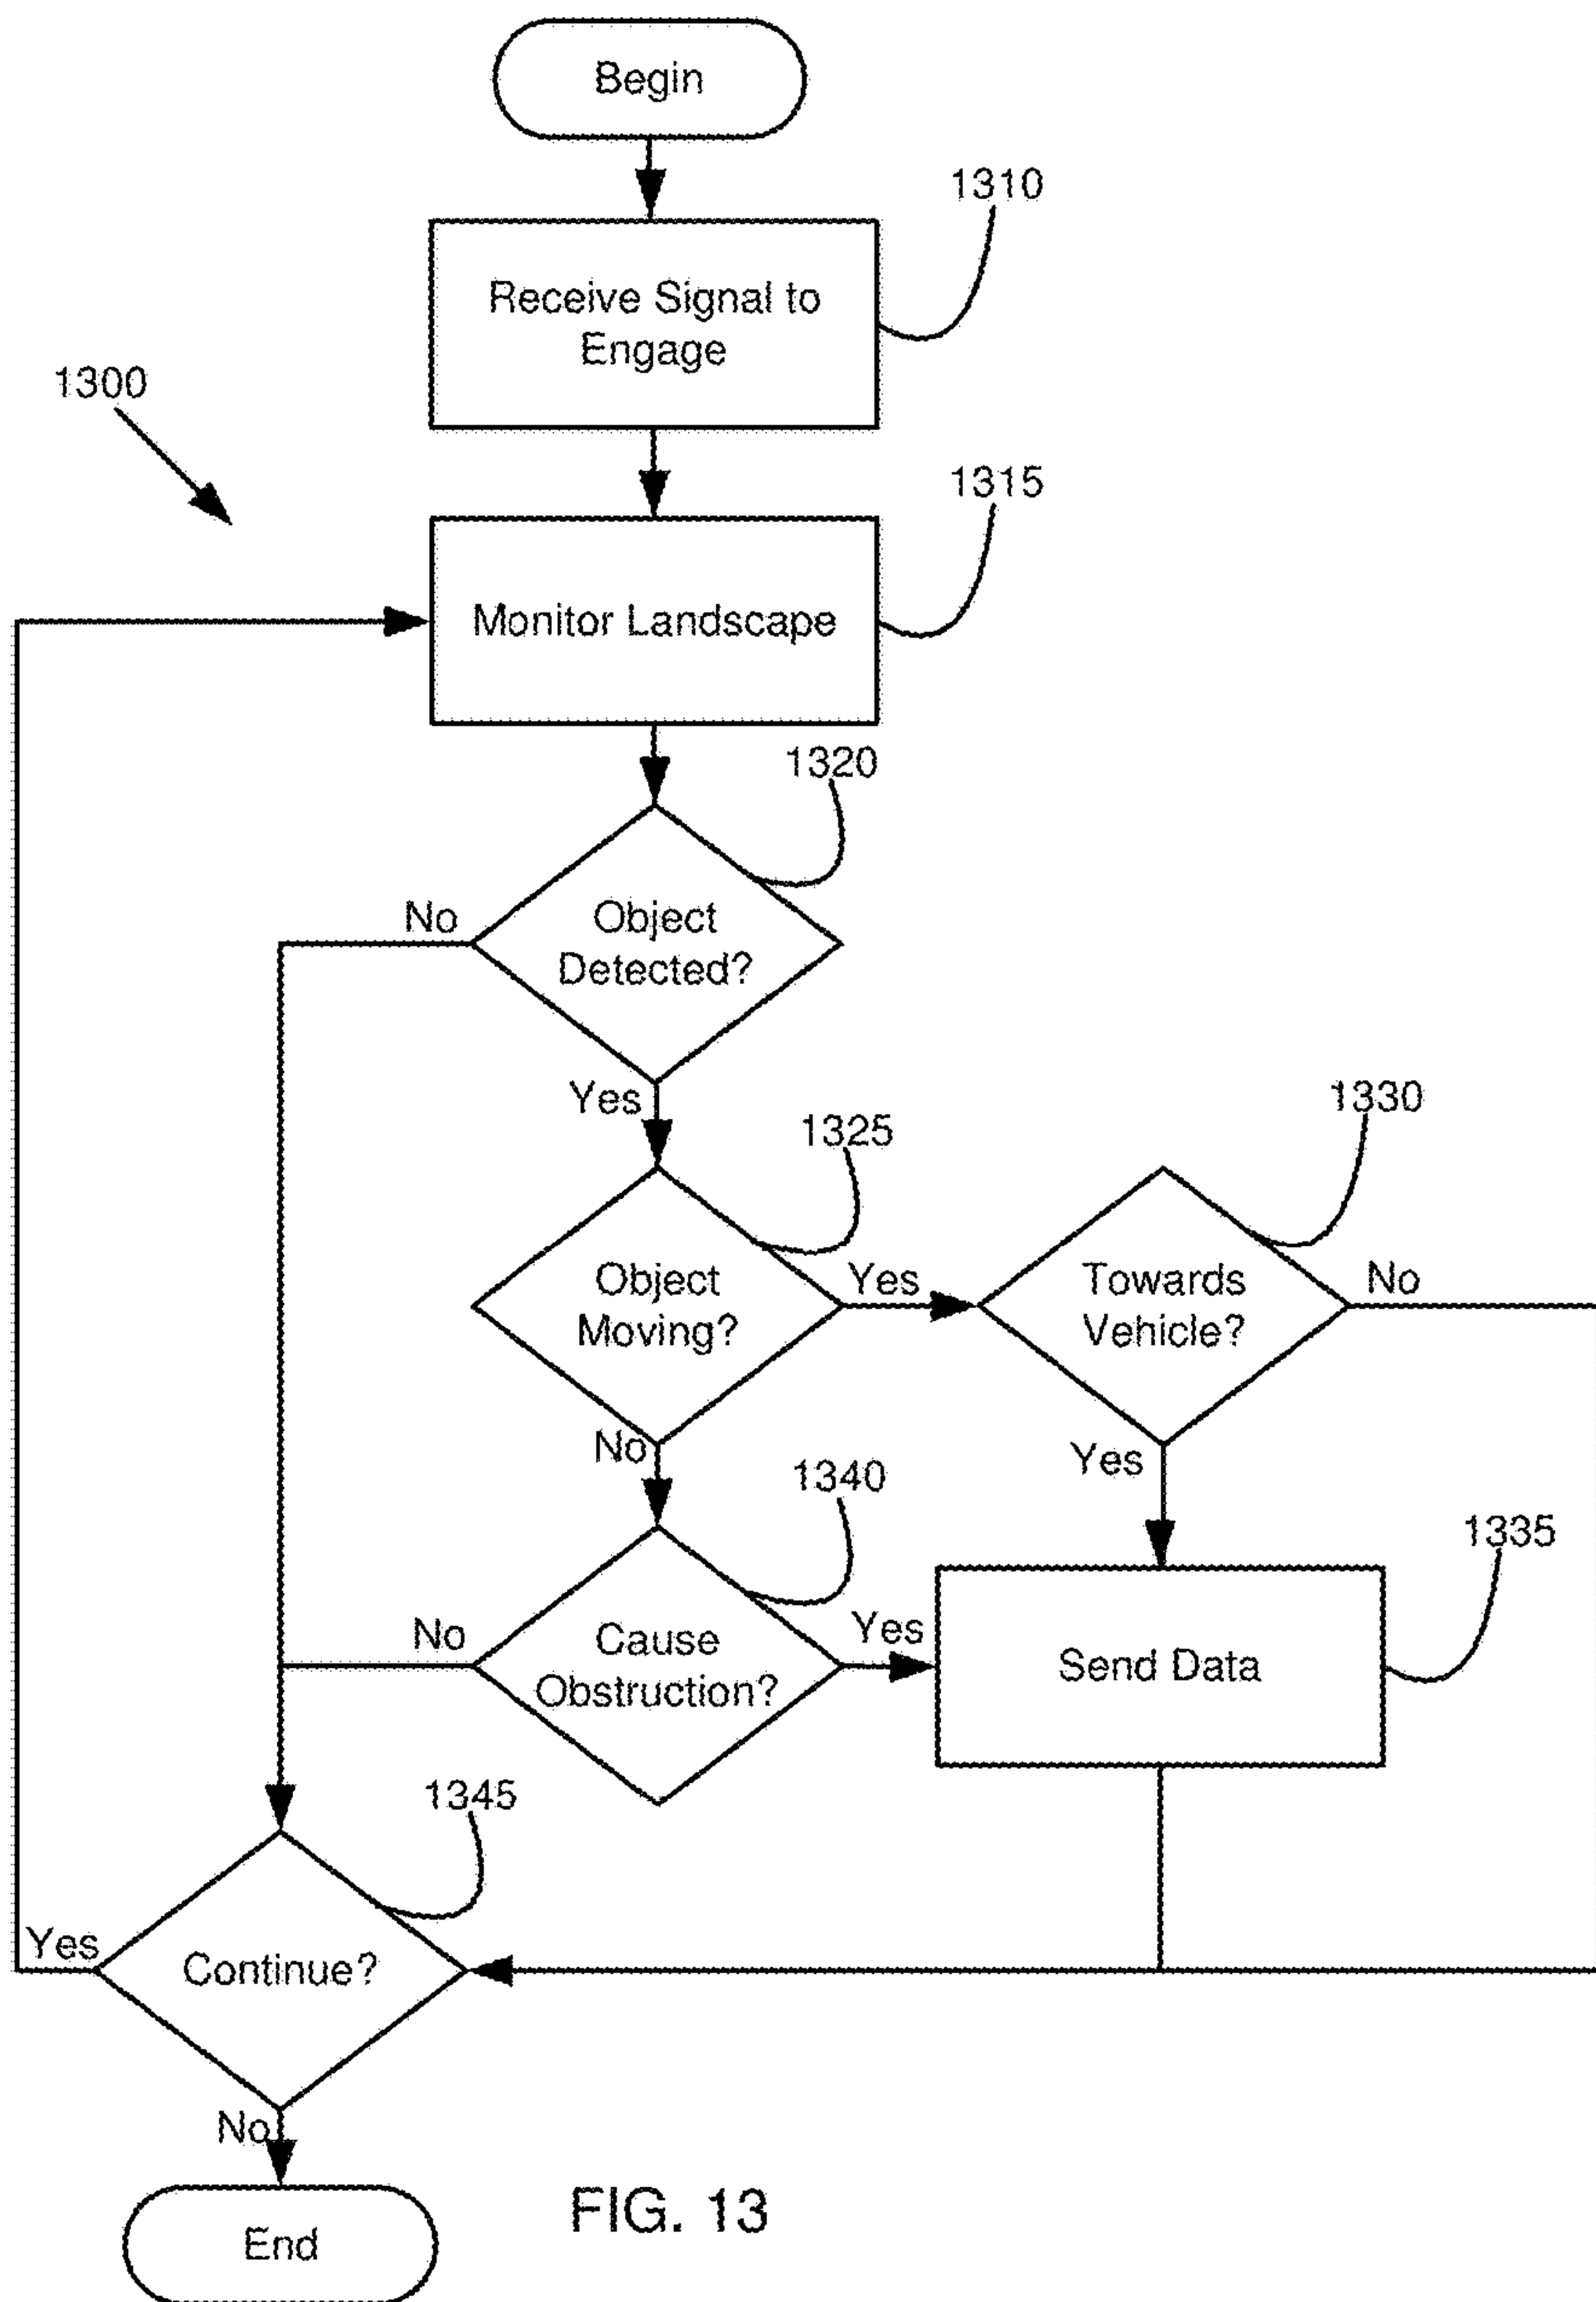 Begin
1310
Receive Signal to
Engage
1300
1315
Monitor Landscape
1320
No
Object
Detected?
Yes
1325
1330
Object
Moving?
Yes
Towards
Vehicle?
No
No
Yes
1340
1335
No
Cause
Obstruction?
Yes
Send Data
1345
Yes
Continue?
No
End
FIG. 13